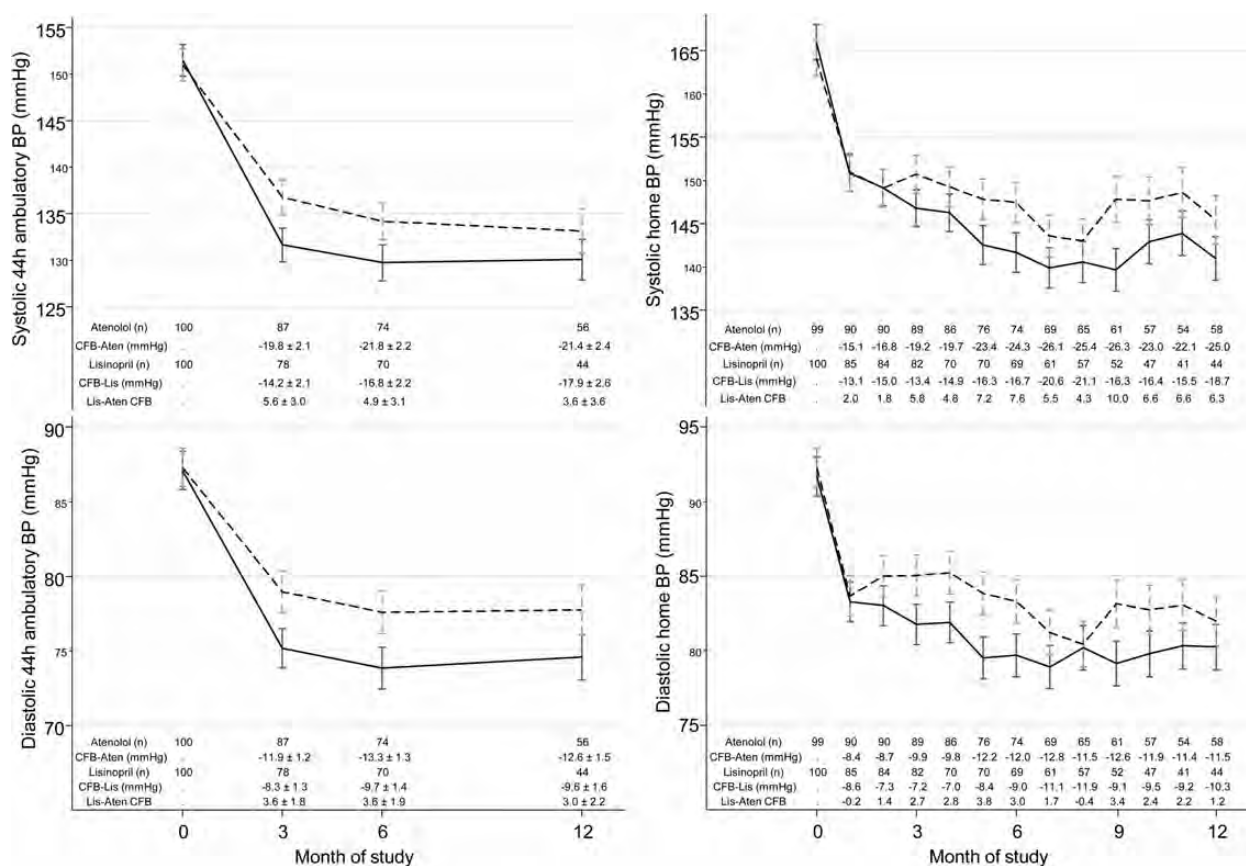 Systolic 44h ambulatory BP (mmHg)
155
150
145
140
135
130
125
Atenolol (n) 100 87 74 56
CFB-Aten (mmHg) . -19.8 ± 2.1 -21.8 ± 2.2 -21.4 ± 2.4
Lisinopril (n) 100 78 70 44
CFB-Lis (mmHg) . -14.2 ± 2.1 -16.8 ± 2.2 -17.9 ± 2.6
Lis-Aten CFB . 5.6 ± 3.0 4.9 ± 3.1 3.6 ± 3.6
Systolic home BP (mmHg)
165
160
155
150
145
140
135
Atenolol (n) 99 90 90 89 86 76 74 69 85 61 57 54 58
CFB-Aten (mmHg) . -15.1 -16.8 -19.2 -19.7 -23.4 -24.3 -26.1 -25.4 -26.3 -23.0 -22.1 -25.0
Lisinopril (n) 100 85 84 82 70 70 69 61 57 52 47 41 44
CFB-Lis (mmHg) . -13.1 -15.0 -13.4 -14.9 -16.3 -16.7 -20.6 -21.1 -16.3 -16.4 -15.5 -18.7
Lis-Aten CFB . 2.0 1.8 5.8 4.8 7.2 7.6 5.5 4.3 10.0 6.6 6.6 6.3
Diastolic 44h ambulatory BP (mmHg)
90
85
80
75
70
Atenolol (n) 100 87 74 56
CFB-Aten (mmHg) . -11.9 ± 1.2 -13.3 ± 1.3 -12.6 ± 1.5
Lisinopril (n) 100 78 70 44
CFB-Lis (mmHg) . -8.3 ± 1.3 -9.7 ± 1.4 -9.6 ± 1.6
Lis-Aten CFB . 3.6 ± 1.8 3.6 ± 1.9 3.0 ± 2.2
0 3 6 12
Month of study
Diastolic home BP (mmHg)
95
90
85
80
75
Atenolol (n) 99 90 90 89 86 76 74 69 65 61 57 54 58
CFB-Aten (mmHg) . -8.4 -8.7 -9.9 -9.8 -12.2 -12.0 -12.8 -11.5 -12.6 -11.9 -11.4 -11.5
Lisinopril (n) 100 85 84 82 70 70 69 61 57 52 47 41 44
CFB-Lis (mmHg) . -8.6 -7.3 -7.2 -7.0 -8.4 -9.0 -11.1 -11.9 -9.1 -9.5 -9.2 -10.3
Lis-Aten CFB . -0.2 1.4 2.7 2.8 3.8 3.0 1.7 -0.4 3.4 2.4 2.2 1.2
0 3 6 9 12
Month of study